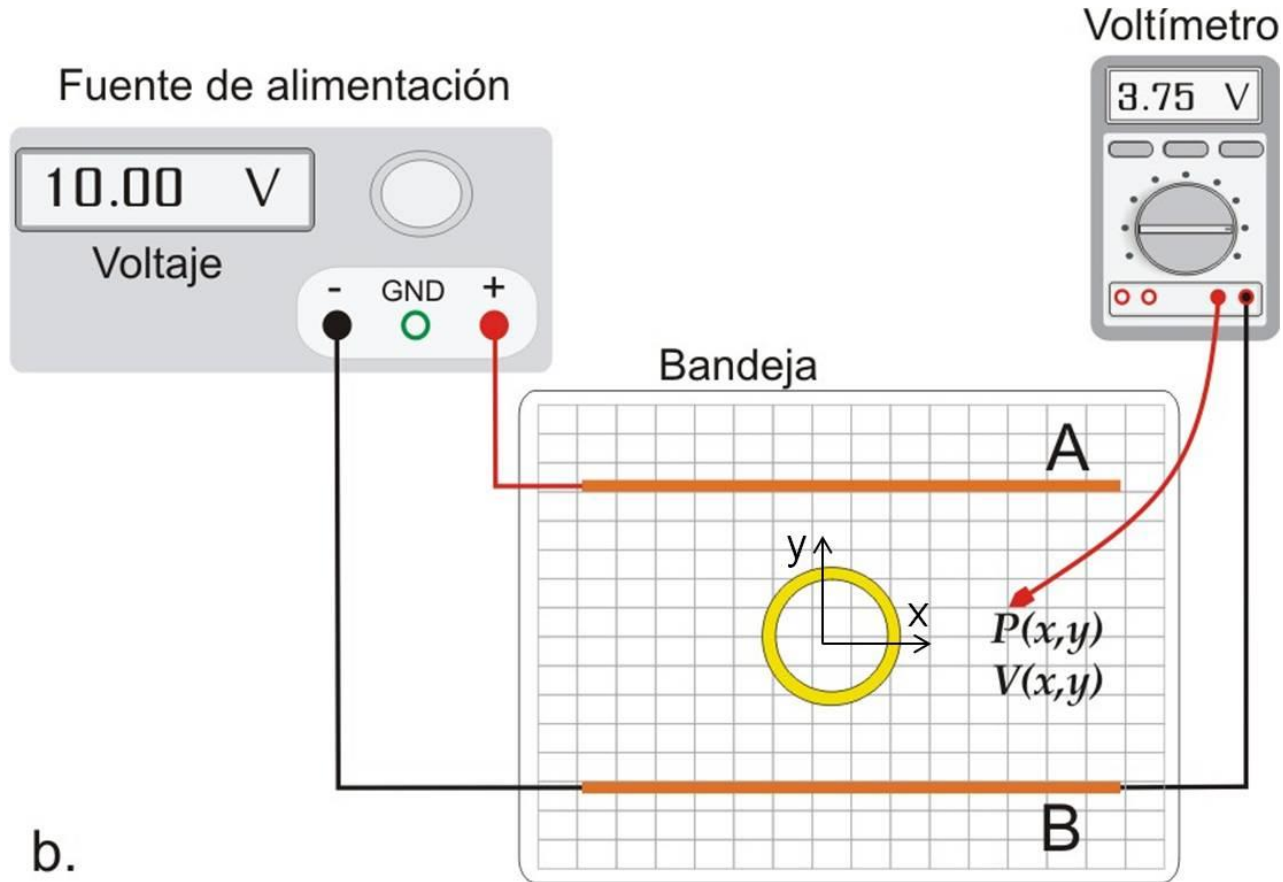 Voltímetro
3.75 V
Fuente de alimentación
10.00 V
Voltaje
- GND +
Bandeja
A
y
x
P(x,y)
V(x,y)
B
b.